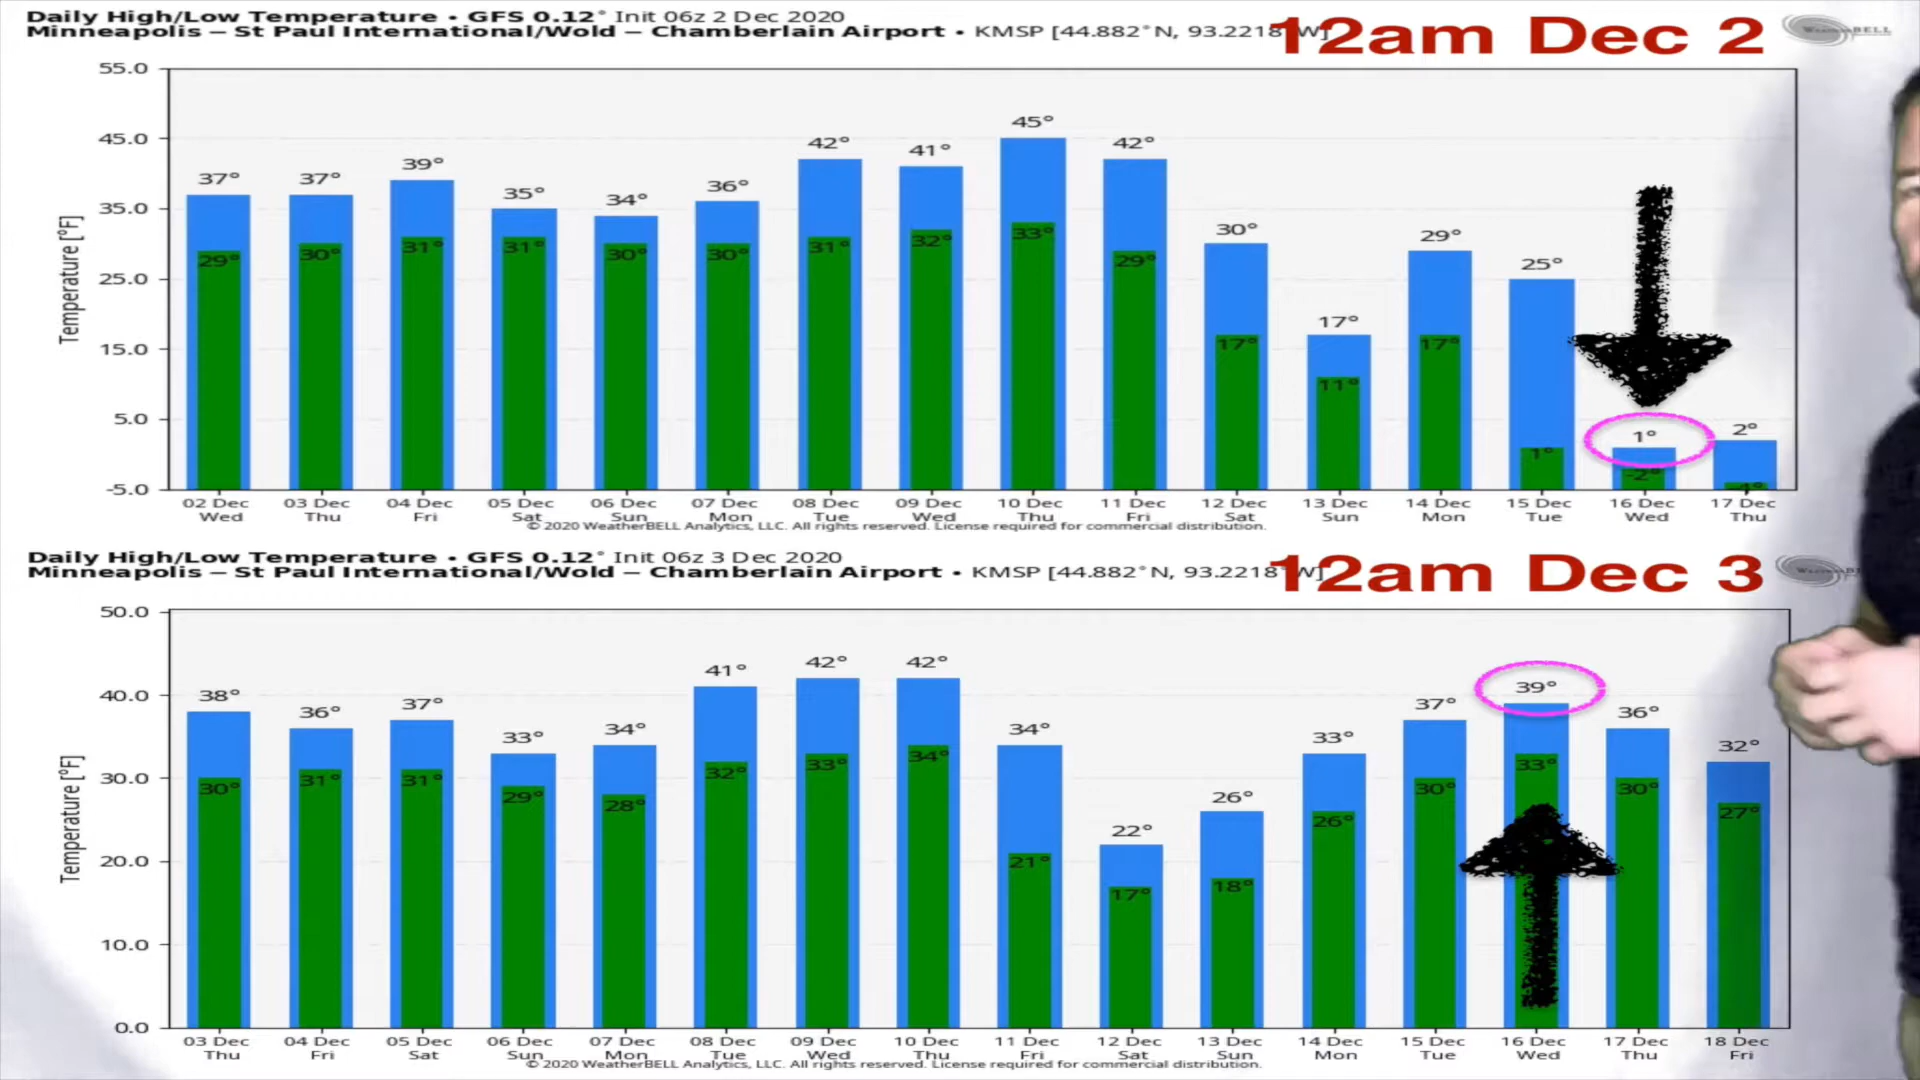 Daily High/Low Temperature • GFS 0.12° Init 06z 2 Dec 2020
Minneapolis – St Paul International/Wold – Chamberlain Airport • KMSP [44.882°N, 93.2218°W]
12am Dec 2
WeatherBELL
55.0
45.0
35.0
25.0
15.0
5.0
-5.0
Temperature [°F]
37° 37° 39° 35° 34° 36° 42° 41° 45° 42° 30° 17° 29° 25° 1° 2°
29° 30° 31° 31° 30° 30° 31° 32° 33° 29° 17° 11° 17° 1° -2° -4°
02 Dec 03 Dec 04 Dec 05 Dec 06 Dec 07 Dec 08 Dec 09 Dec 10 Dec 11 Dec 12 Dec 13 Dec 14 Dec 15 Dec 16 Dec 17 Dec
Wed Thu Fri Sat Sun Mon Tue Wed Thu Fri Sat Sun Mon Tue Wed Thu
© 2020 WeatherBELL Analytics, LLC. All rights reserved. License required for commercial distribution.
Daily High/Low Temperature • GFS 0.12° Init 06z 3 Dec 2020
Minneapolis – St Paul International/Wold – Chamberlain Airport • KMSP [44.882°N, 93.2218°W]
12am Dec 3
50.0
40.0
30.0
20.0
10.0
0.0
Temperature [°F]
38° 36° 37° 33° 34° 41° 42° 42° 34° 22° 26° 33° 37° 39° 36° 32°
30° 31° 31° 29° 28° 32° 33° 34° 21° 17° 18° 26° 30° 33° 30° 27°
03 Dec 04 Dec 05 Dec 06 Dec 07 Dec 08 Dec 09 Dec 10 Dec 11 Dec 12 Dec 13 Dec 14 Dec 15 Dec 16 Dec 17 Dec 18 Dec
Thu Fri Sat Sun Mon Tue Wed Thu Fri Sat Sun Mon Tue Wed Thu Fri
© 2020 WeatherBELL Analytics, LLC. All rights reserved. License required for commercial distribution.